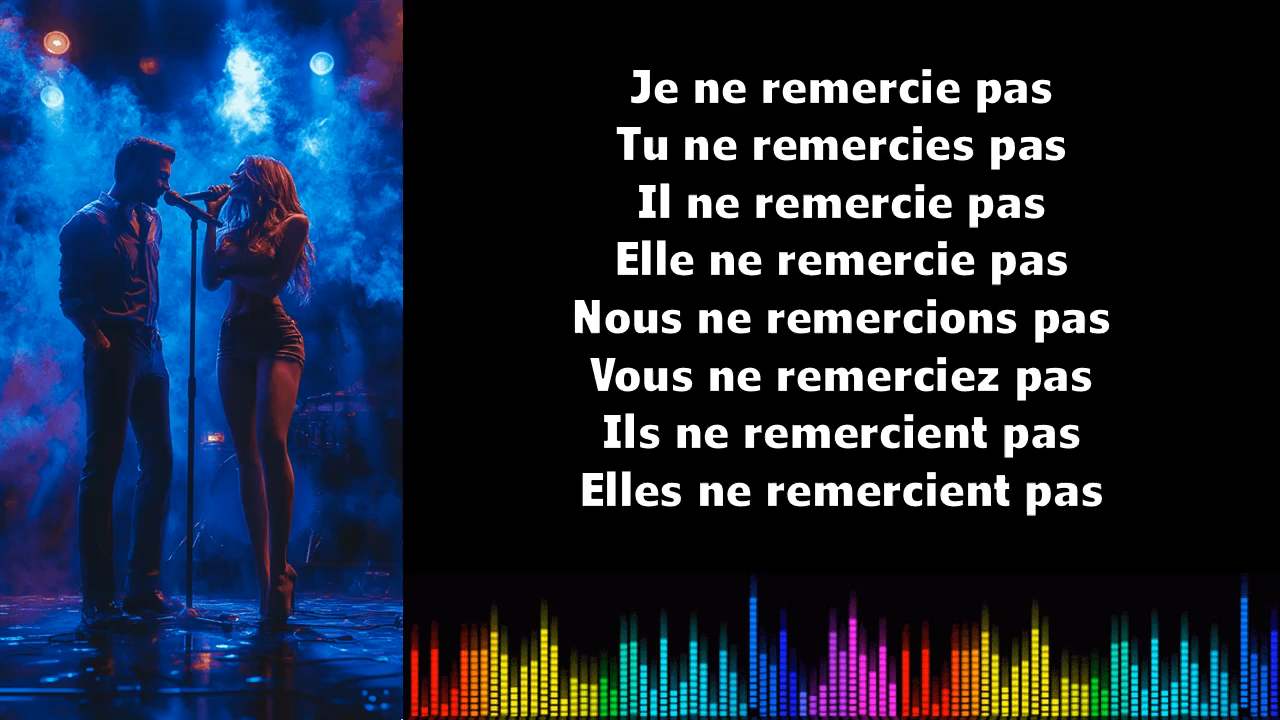 Je ne remercie pas
Tu ne remercies pas
Il ne remercie pas
Elle ne remercie pas
Nous ne remercions pas
Vous ne remerciez pas
Ils ne remercient pas
Elles ne remercient pas